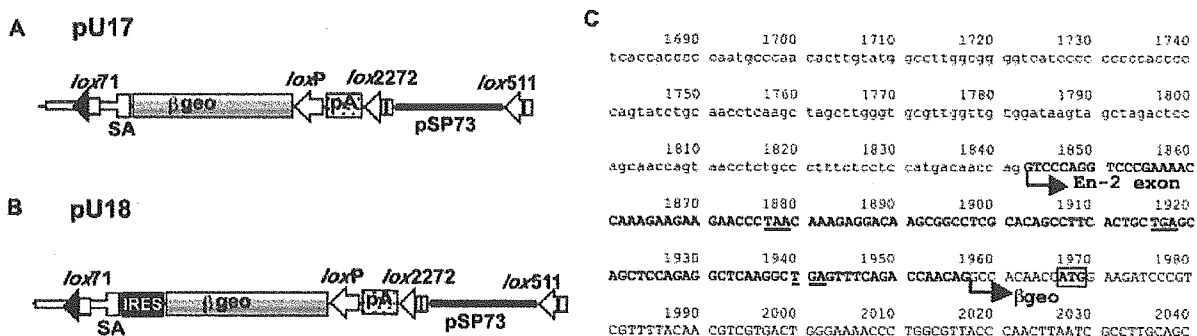 A pU17
lox71
loxP
lox2272
lox511
βgeo
pA
SA
pSP73
B pU18
lox71
loxP
lox2272
lox511
IRES
βgeo
pA
SA
pSP73
C
1690 1700 1710 1720 1730 1740
tcaccacccc caatgcccaa cacttgtatg gccttggcgg ggtcatcccc cccccacccc
1750 1760 1770 1780 1790 1800
cagtatctgc aacctcaagc tagcttgggt gcgttggttg tggataagta gctagactcc
1810 1820 1830 1840 1850 1860
agcaaccagt aacctctgcc ctttctcctc catgacaacc agGTCCCAGG TCCCGAAAAC
En-2 exon
1870 1880 1890 1900 1910 1920
CAAAGAAGAA GAACCCTAAC AAAGAGGACA AGCGGCCTCG CACAGCCTTC ACTGCTGAGC
1930 1940 1950 1960 1970 1980
AGCTCCAGAG GCTCAAGGCT GAGTTTCAGA CCAACAGGCC ACAACCATGG AAGATCCCGT
βgeo
1990 2000 2010 2020 2030 2040
CGTTTTACAA CGTCGTGACT GGGAAAACCC TGGCGTTACC CAACTTAATC GCCTTGCAGC